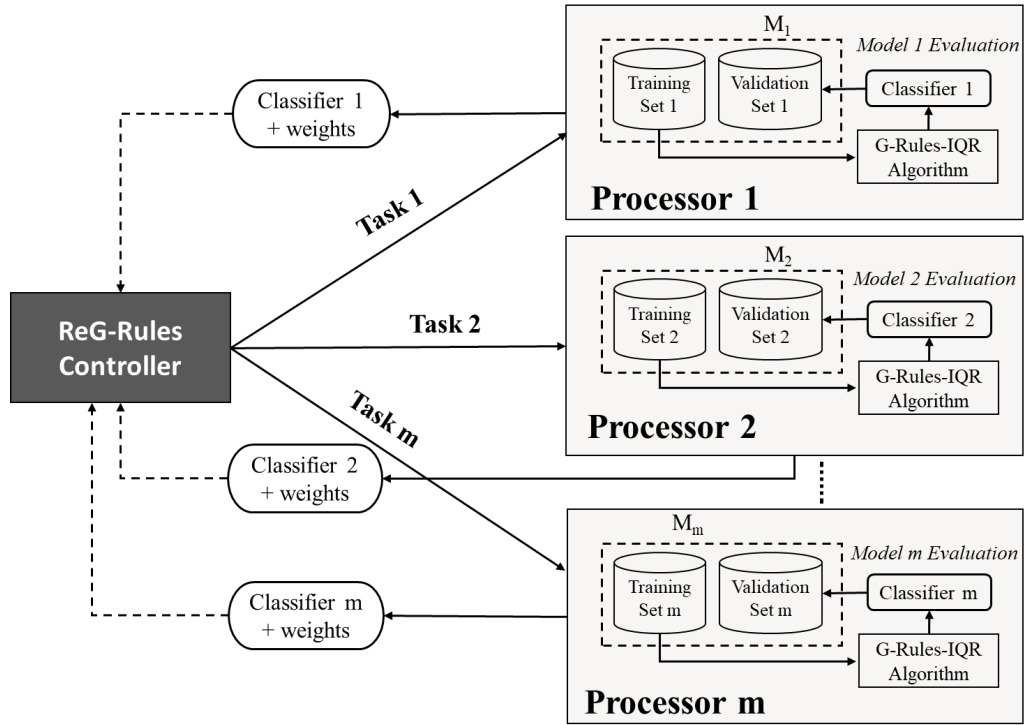 M1
Model 1 Evaluation
Training
Set 1
Validation
Set 1
Classifier 1
G-Rules-IQR
Algorithm
Processor 1
Classifier 1
+ weights
Task 1
ReG-Rules
Controller
Task 2
M2
Model 2 Evaluation
Training
Set 2
Validation
Set 2
Classifier 2
G-Rules-IQR
Algorithm
Processor 2
Task m
Classifier 2
+ weights
Mm
Model m Evaluation
Training
Set m
Validation
Set m
Classifier m
G-Rules-IQR
Algorithm
Processor m
Classifier m
+ weights